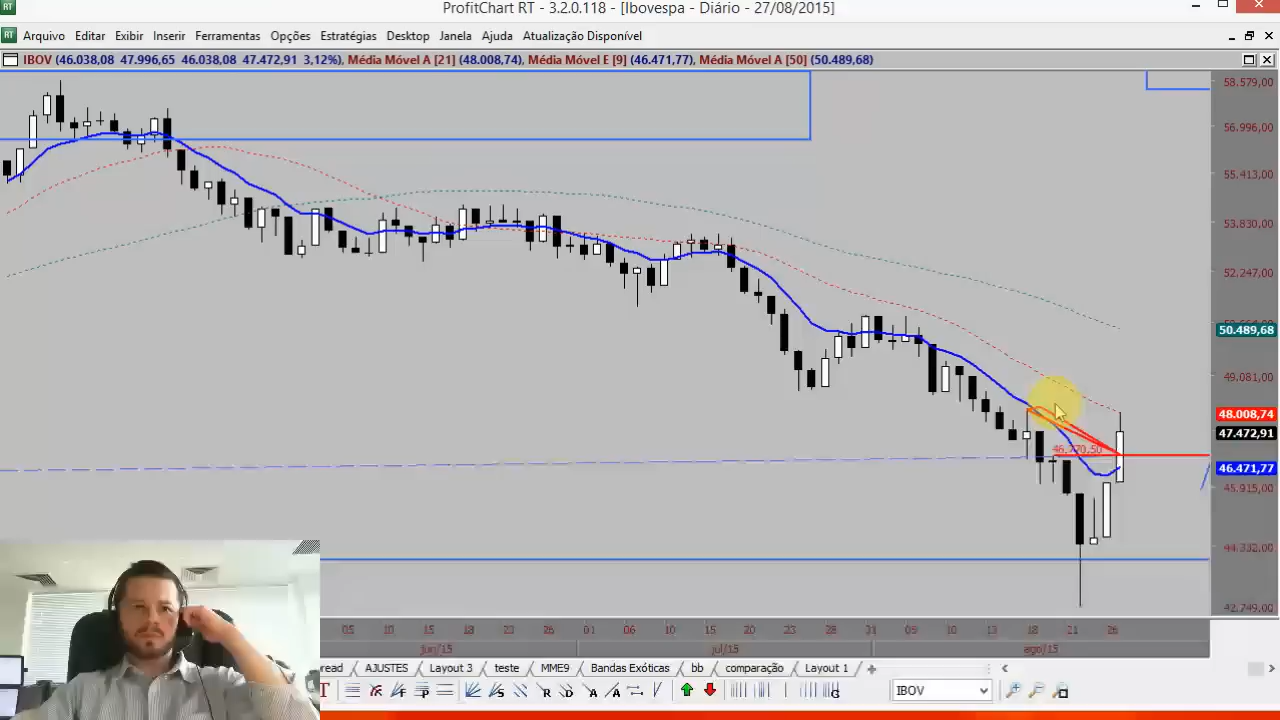 RT ProfitChart RT - 3.2.0.118 - [Ibovespa - Diário - 27/08/2015]
RT Arquivo Editar Exibir Inserir Ferramentas Opções Estratégias Desktop Janela Ajuda Atualização Disponível
IBOV (46.038,08 47.996,65 46.038,08 47.472,91 3,12%), Média Móvel A [21] (48.008,74), Média Móvel E [9] (46.471,77), Média Móvel A [50] (50.489,68)
58.579,00
56.996,00
55.413,00
53.830,00
52.247,00
50.489,68
49.081,00
48.008,74
47.472,91
46.770,50
46.471,77
45.915,00
44.332,00
42.749,00
05 10 15 18 23 26 01 06 10 15 20 23 28 31 05 10 13 18 21 26
jun/15 jul/15 ago/15
read AJUSTES Layout 3 teste MME9 Bandas Exóticas bb comparação Layout 1
IBOV